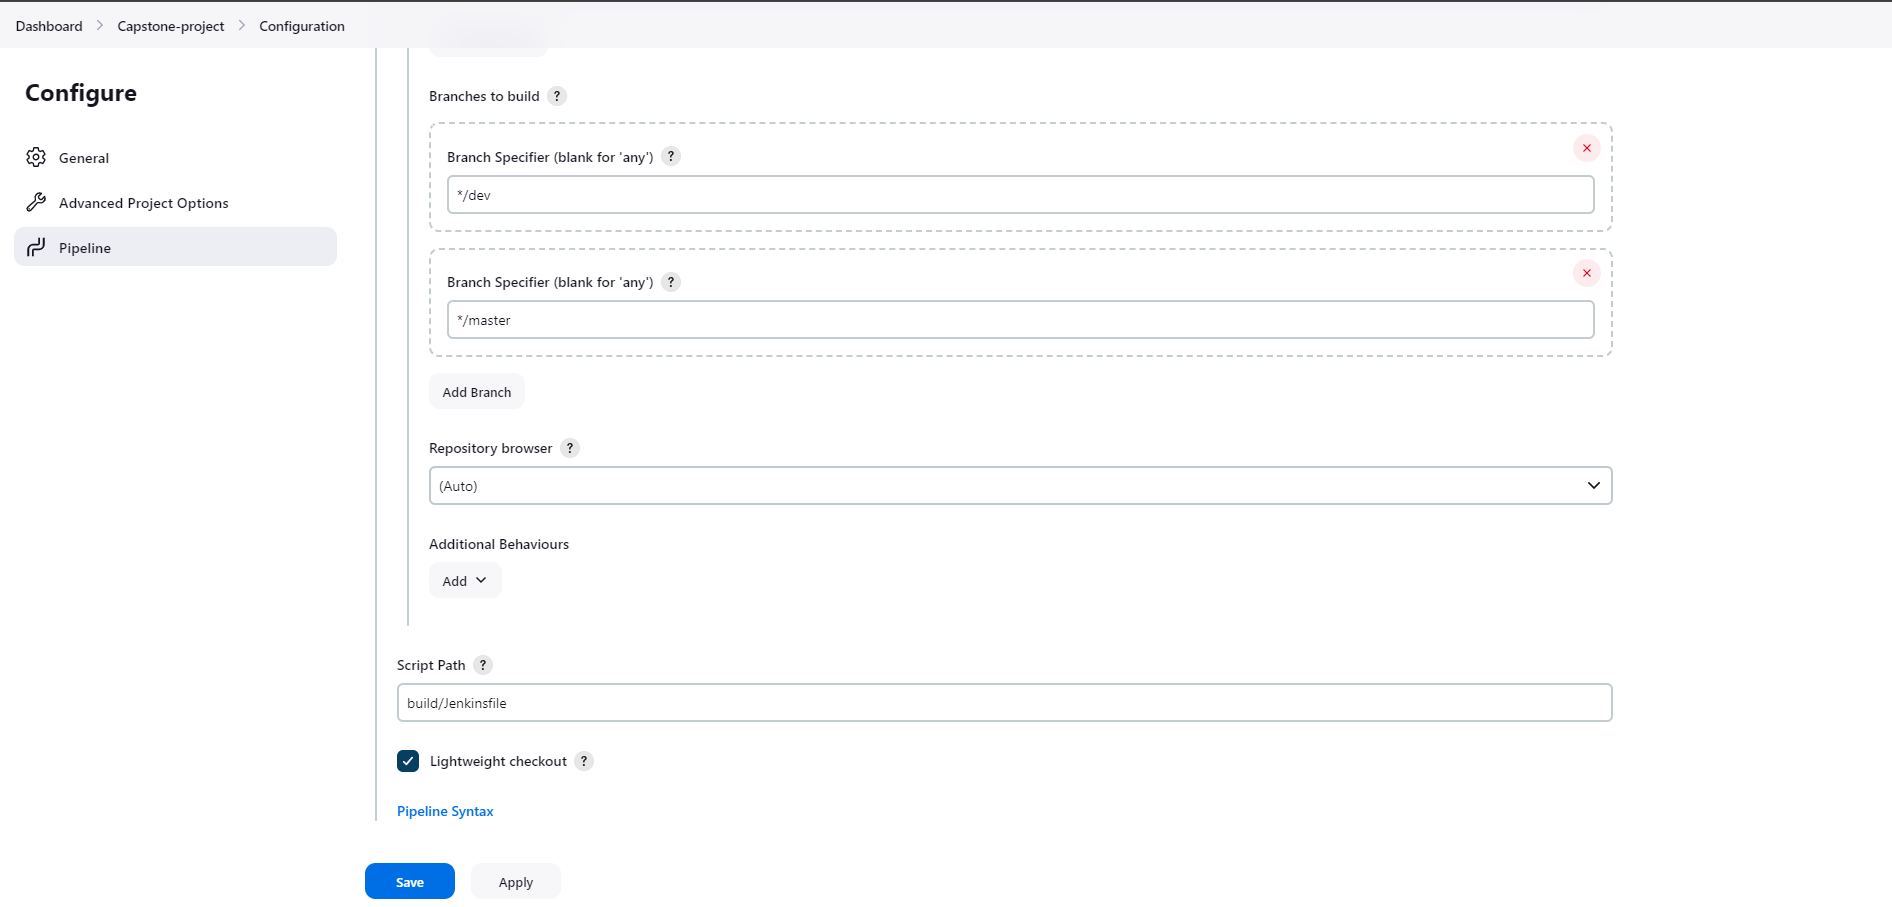 Dashboard > Capstone-project > Configuration
Configure
General
Advanced Project Options
Pipeline
Branches to build ?
Branch Specifier (blank for 'any') ?
*/dev
Branch Specifier (blank for 'any') ?
*/master
Add Branch
Repository browser ?
(Auto)
Additional Behaviours
Add
Script Path ?
build/Jenkinsfile
Lightweight checkout ?
Pipeline Syntax
Save
Apply